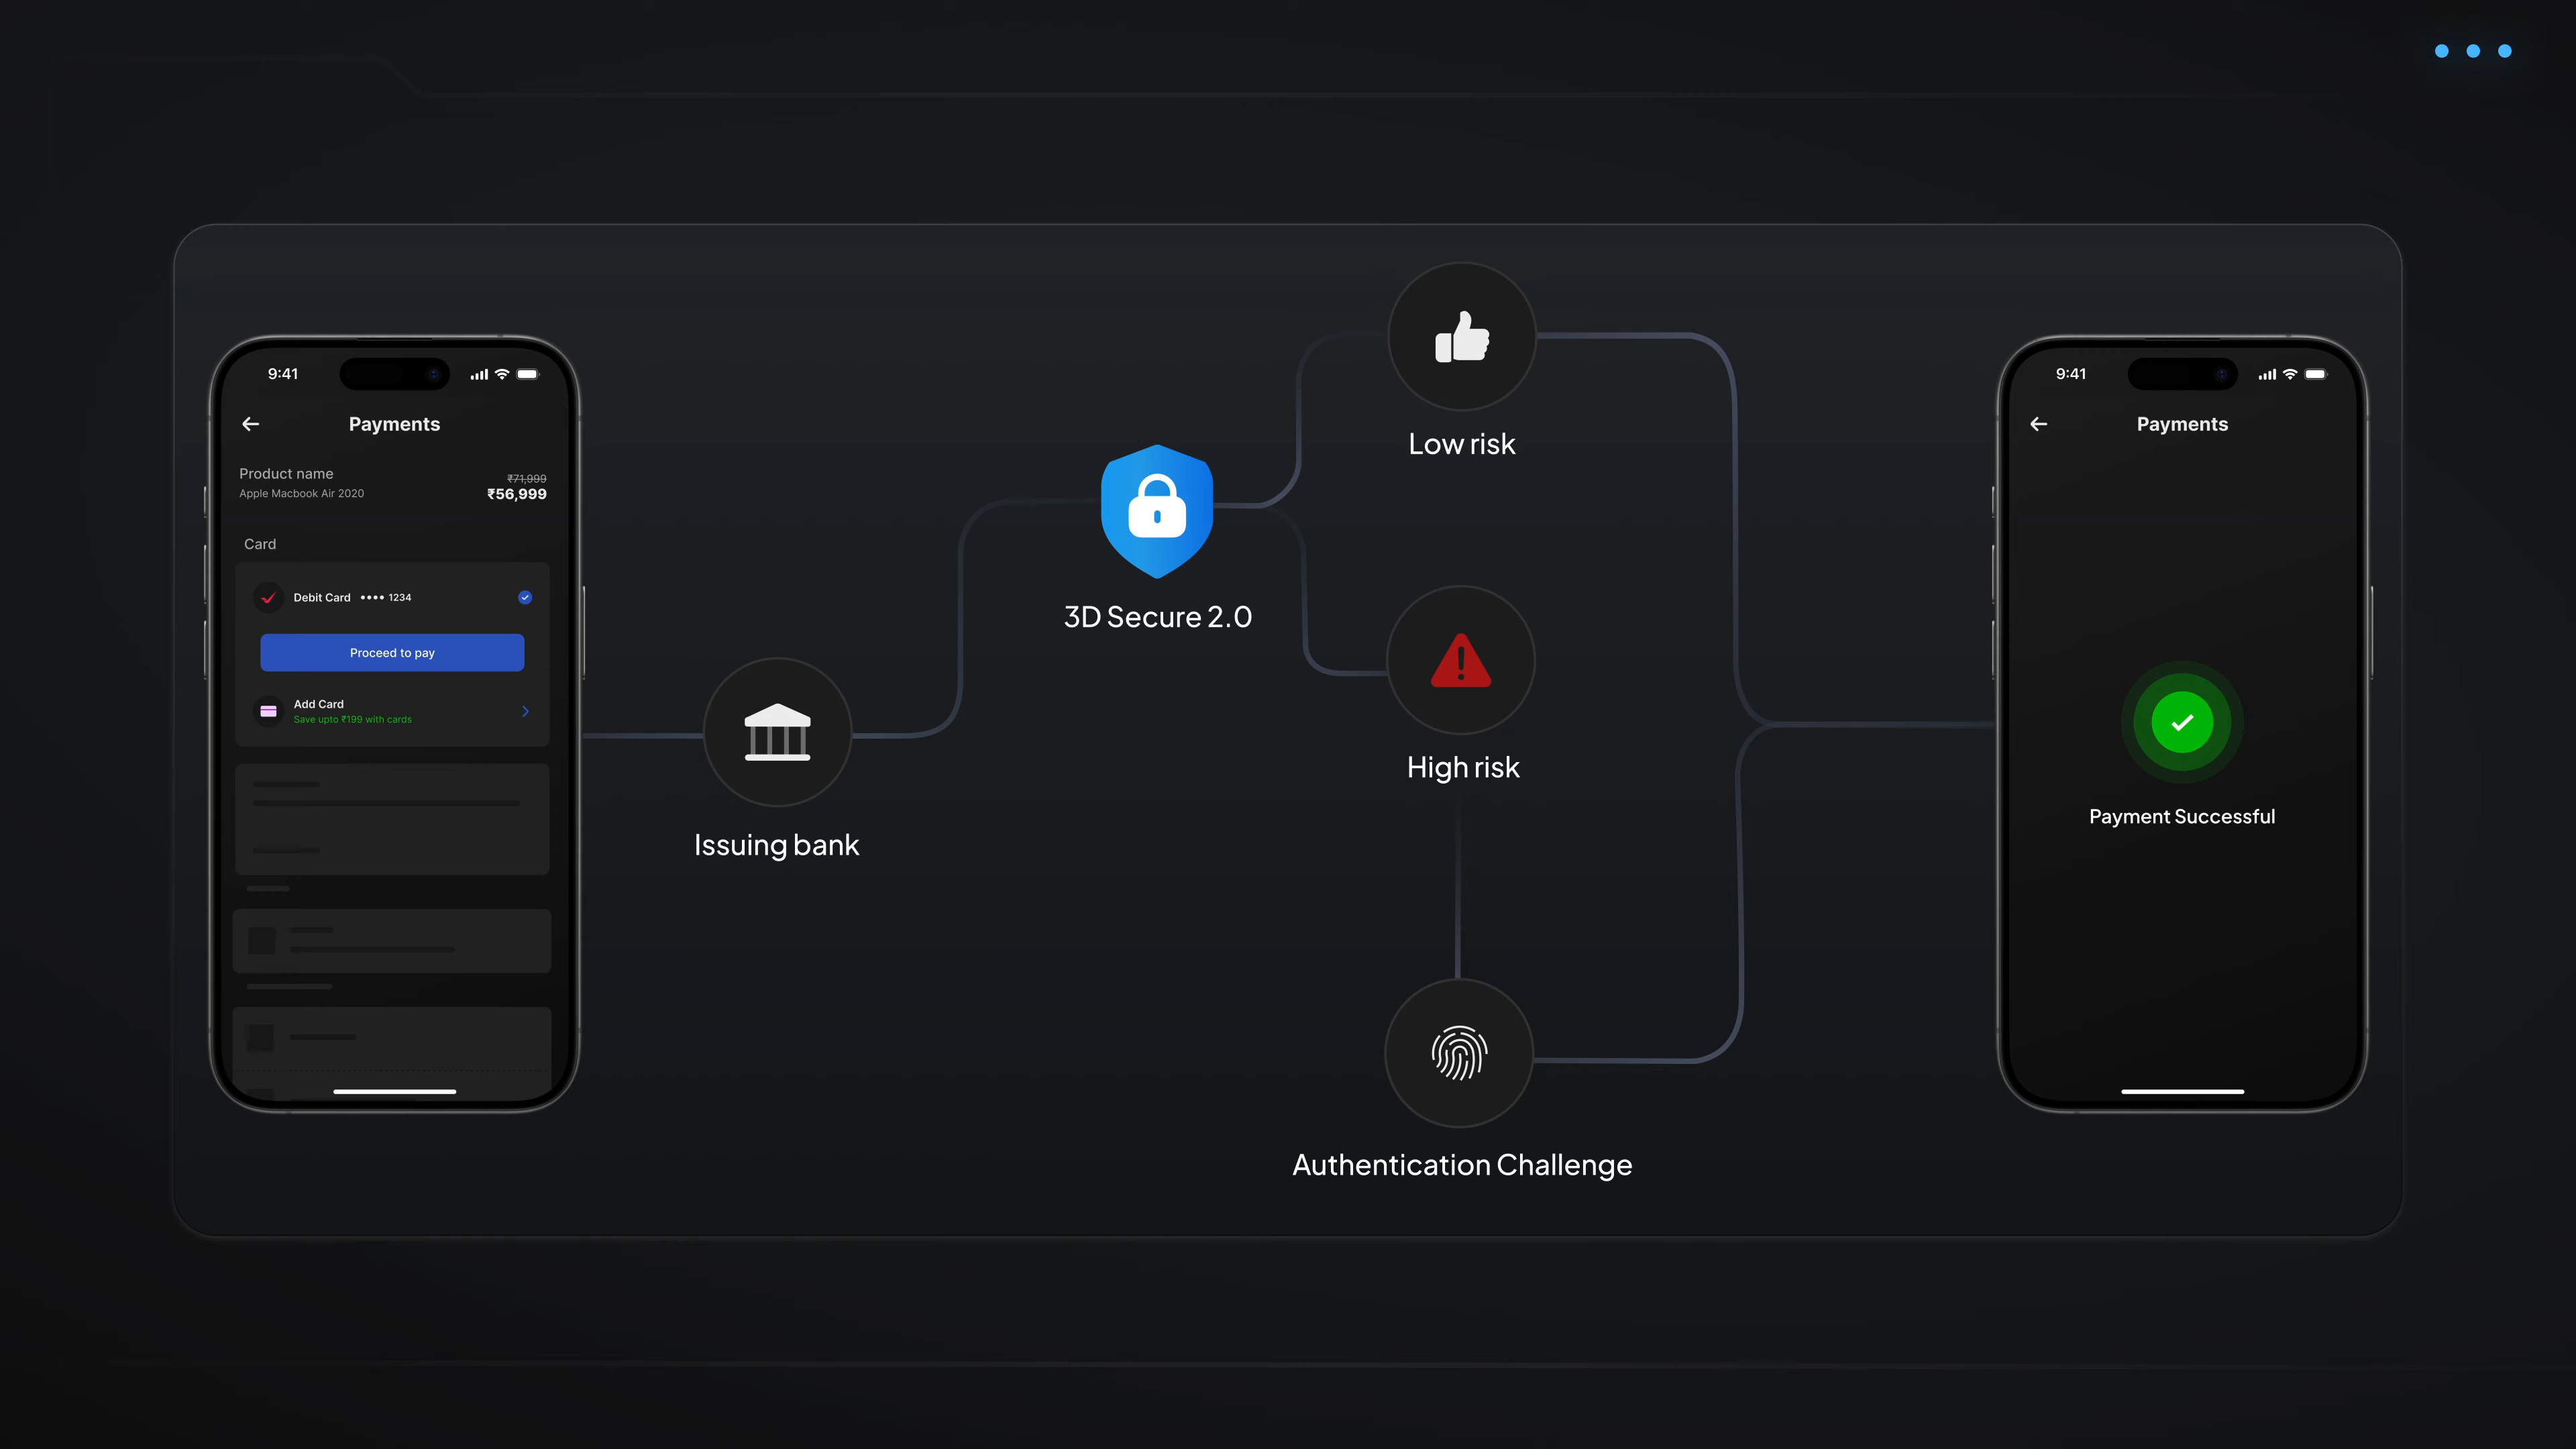 9:41
Payments
Product name
Apple Macbook Air 2020
₹71,999
₹56,999
Card
Debit Card •••• 1234
Proceed to pay
Add Card
Save upto ₹199 with cards
Issuing bank
3D Secure 2.0
Low risk
High risk
Authentication Challenge
9:41
Payments
Payment Successful